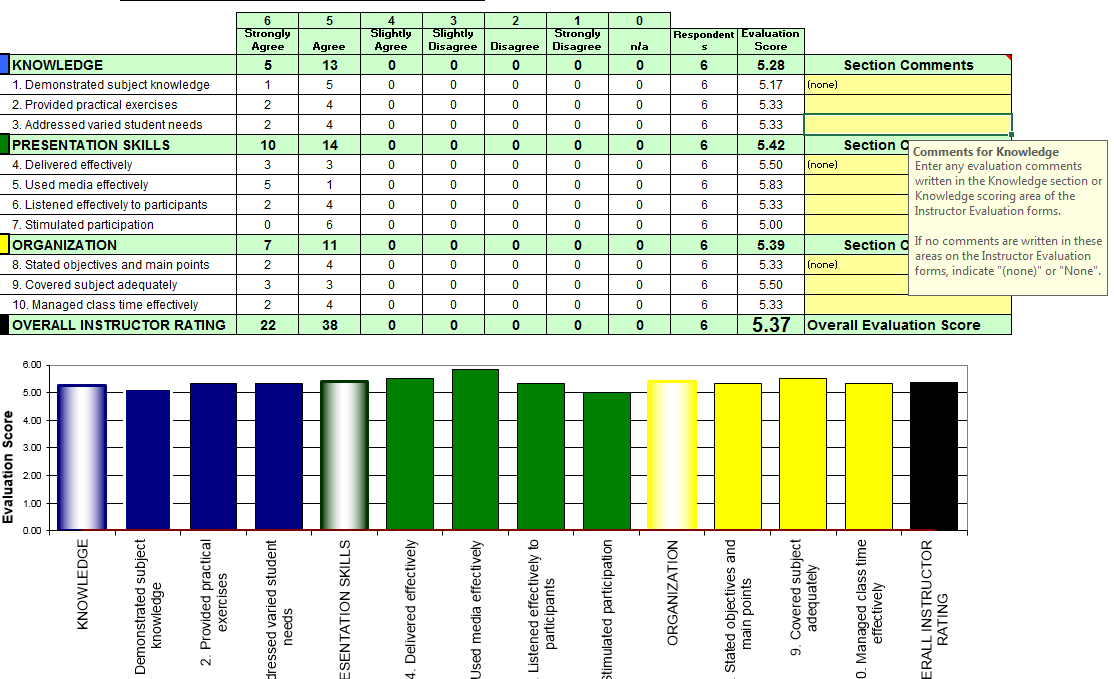 6 5 4 3 2 1 0
Strongly Agree Agree Slightly Agree Slightly Disagree Disagree Strongly Disagree n/a Respondents Evaluation Score
KNOWLEDGE 5 13 0 0 0 0 0 6 5.28 Section Comments
1. Demonstrated subject knowledge 1 5 0 0 0 0 0 6 5.17 (none)
2. Provided practical exercises 2 4 0 0 0 0 0 6 5.33
3. Addressed varied student needs 2 4 0 0 0 0 0 6 5.33
PRESENTATION SKILLS 10 14 0 0 0 0 0 6 5.42 Section C
4. Delivered effectively 3 3 0 0 0 0 0 6 5.50 (none)
5. Used media effectively 5 1 0 0 0 0 0 6 5.83
6. Listened effectively to participants 2 4 0 0 0 0 0 6 5.33
7. Stimulated participation 0 6 0 0 0 0 0 6 5.00
ORGANIZATION 7 11 0 0 0 0 0 6 5.39 Section C
8. Stated objectives and main points 2 4 0 0 0 0 0 6 5.33 (none)
9. Covered subject adequately 3 3 0 0 0 0 0 6 5.50
10. Managed class time effectively 2 4 0 0 0 0 0 6 5.33
OVERALL INSTRUCTOR RATING 22 38 0 0 0 0 0 6 5.37 Overall Evaluation Score
Comments for Knowledge
Enter any evaluation comments
written in the Knowledge section or
Knowledge scoring area of the
Instructor Evaluation forms.
If no comments are written in these
areas on the Instructor Evaluation
forms, indicate "(none)" or "None".
Evaluation Score
6.00
5.00
4.00
3.00
2.00
1.00
0.00
KNOWLEDGE
Demonstrated subject
knowledge
2. Provided practical
exercises
dressed varied student
needs
ESENTATION SKILLS
4. Delivered effectively
Used media effectively
. Listened effectively to
participants
Stimulated participation
ORGANIZATION
. Stated objectives and
main points
9. Covered subject
adequately
0. Managed class time
effectively
ERALL INSTRUCTOR
RATING